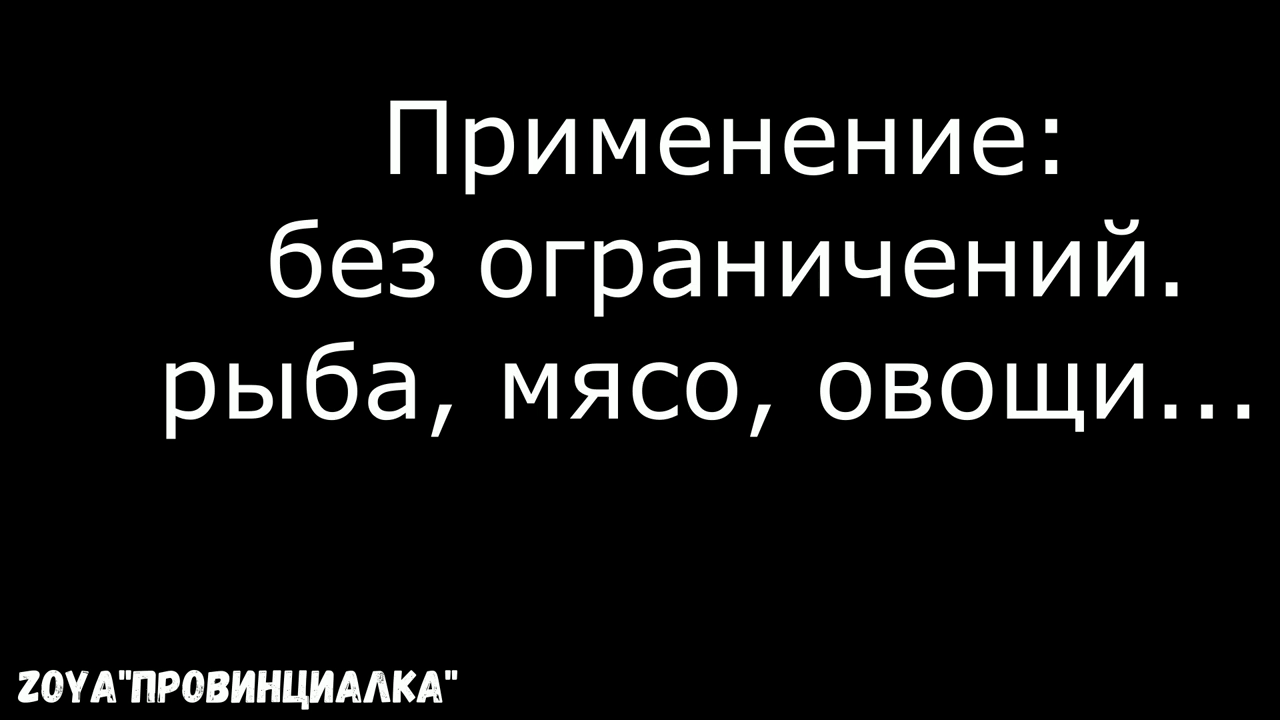 Применение:
без ограничений.
рыба, мясо, овощи...
ZOYA"ПРОВИНЦИАЛКА"